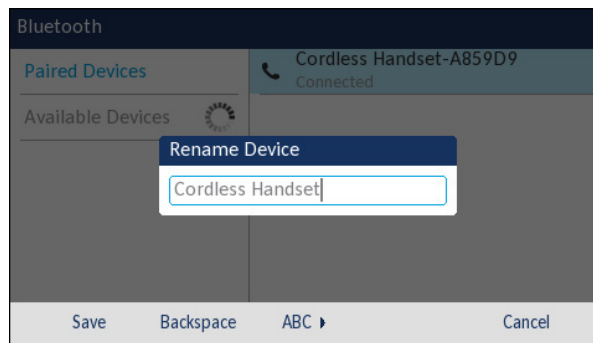 Bluetooth
Paired Devices
Cordless Handset-A859D9
Connected
Available Devices
Rename Device
Cordless Handset
Save Backspace ABC Cancel